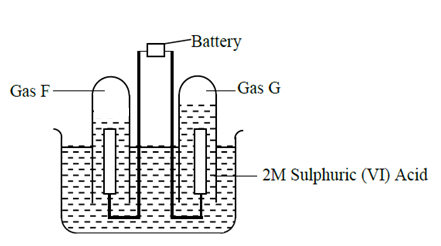 Battery
Gas F
Gas G
2M Sulphuric (VI) Acid